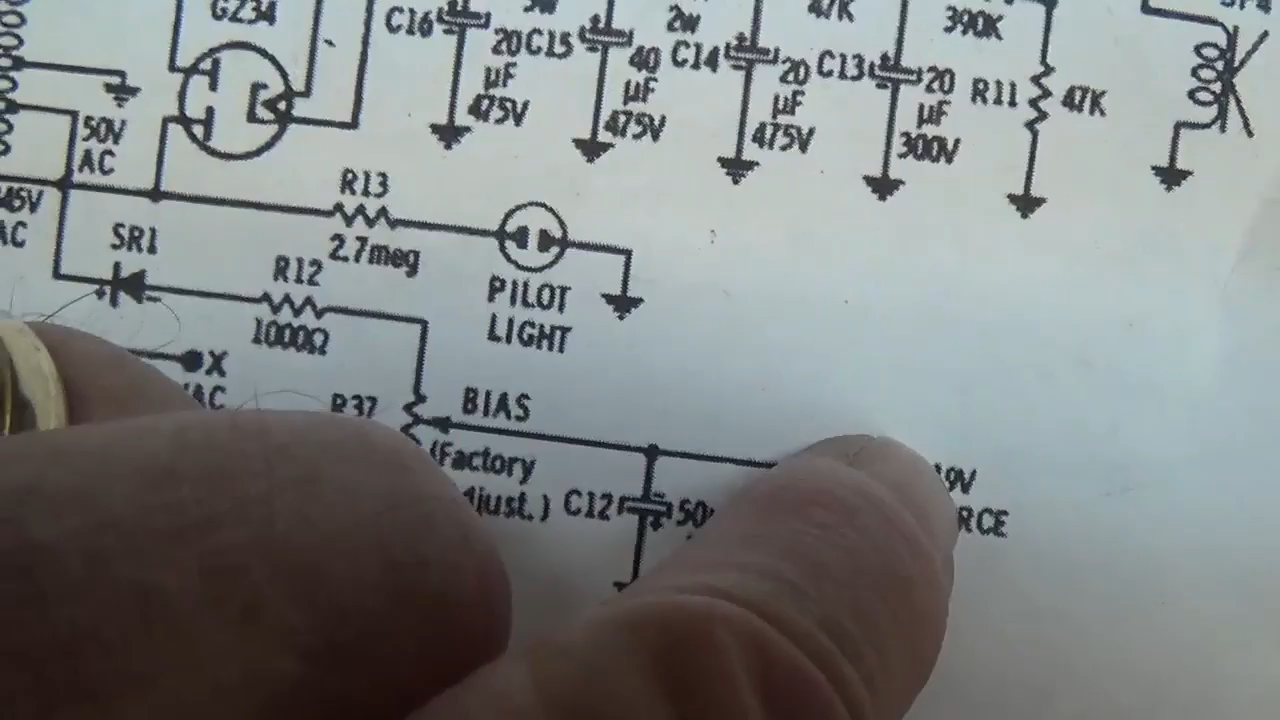 GZ34
C16
20
μF
475V
C15
40
μF
475V
2W
C14
20
μF
475V
47K
C13
20
μF
300V
390K
R11
47K
50V
AC
AC
R13
2.7meg
SR1
+
-
R12
1000Ω
PILOT
LIGHT
X
AC
R37
BIAS
(Factory
just.)
C12
50
9V
RCE